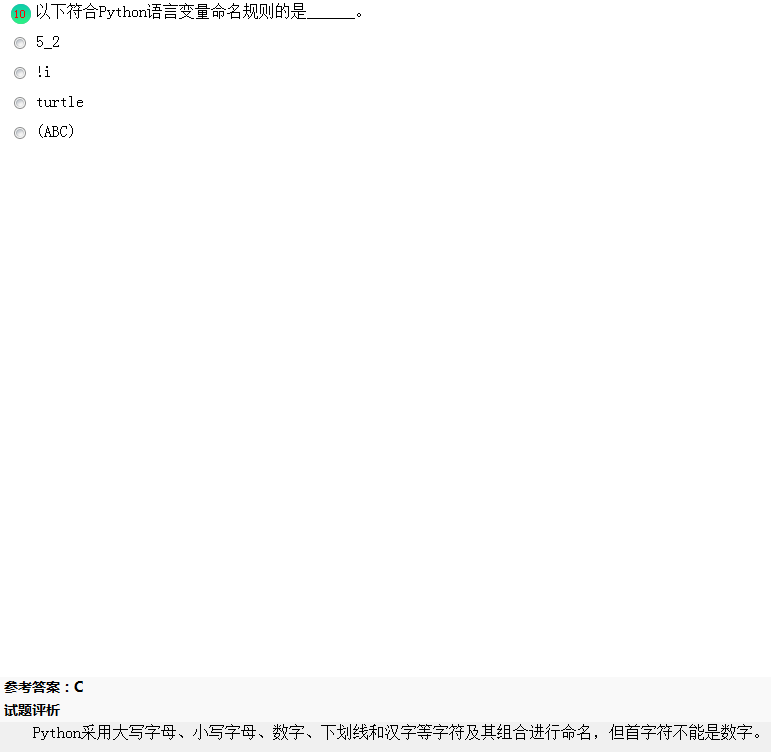 10 以下符合Python语言变量命名规则的是______。
5_2
!i
turtle
(ABC)
参考答案：C
试题评析
Python采用大写字母、小写字母、数字、下划线和汉字等字符及其组合进行命名，但首字符不能是数字。